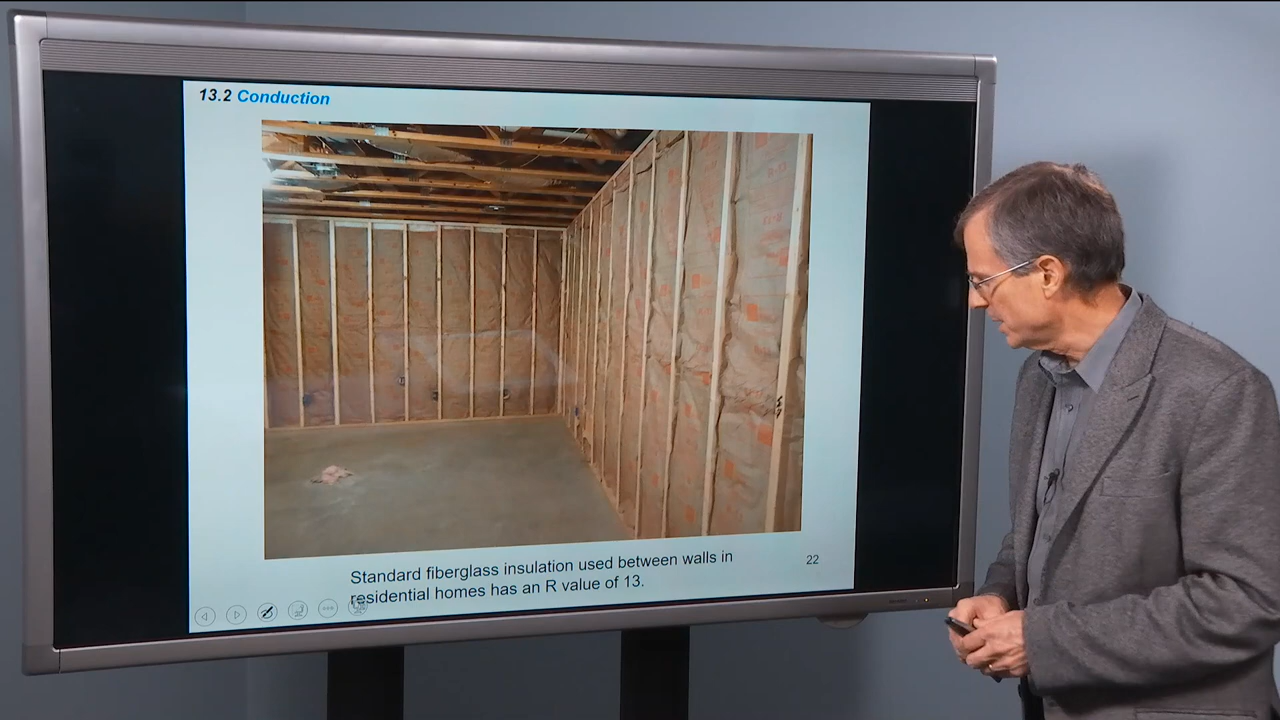 13.2 Conduction
Standard fiberglass insulation used between walls in
residential homes has an R value of 13.
22